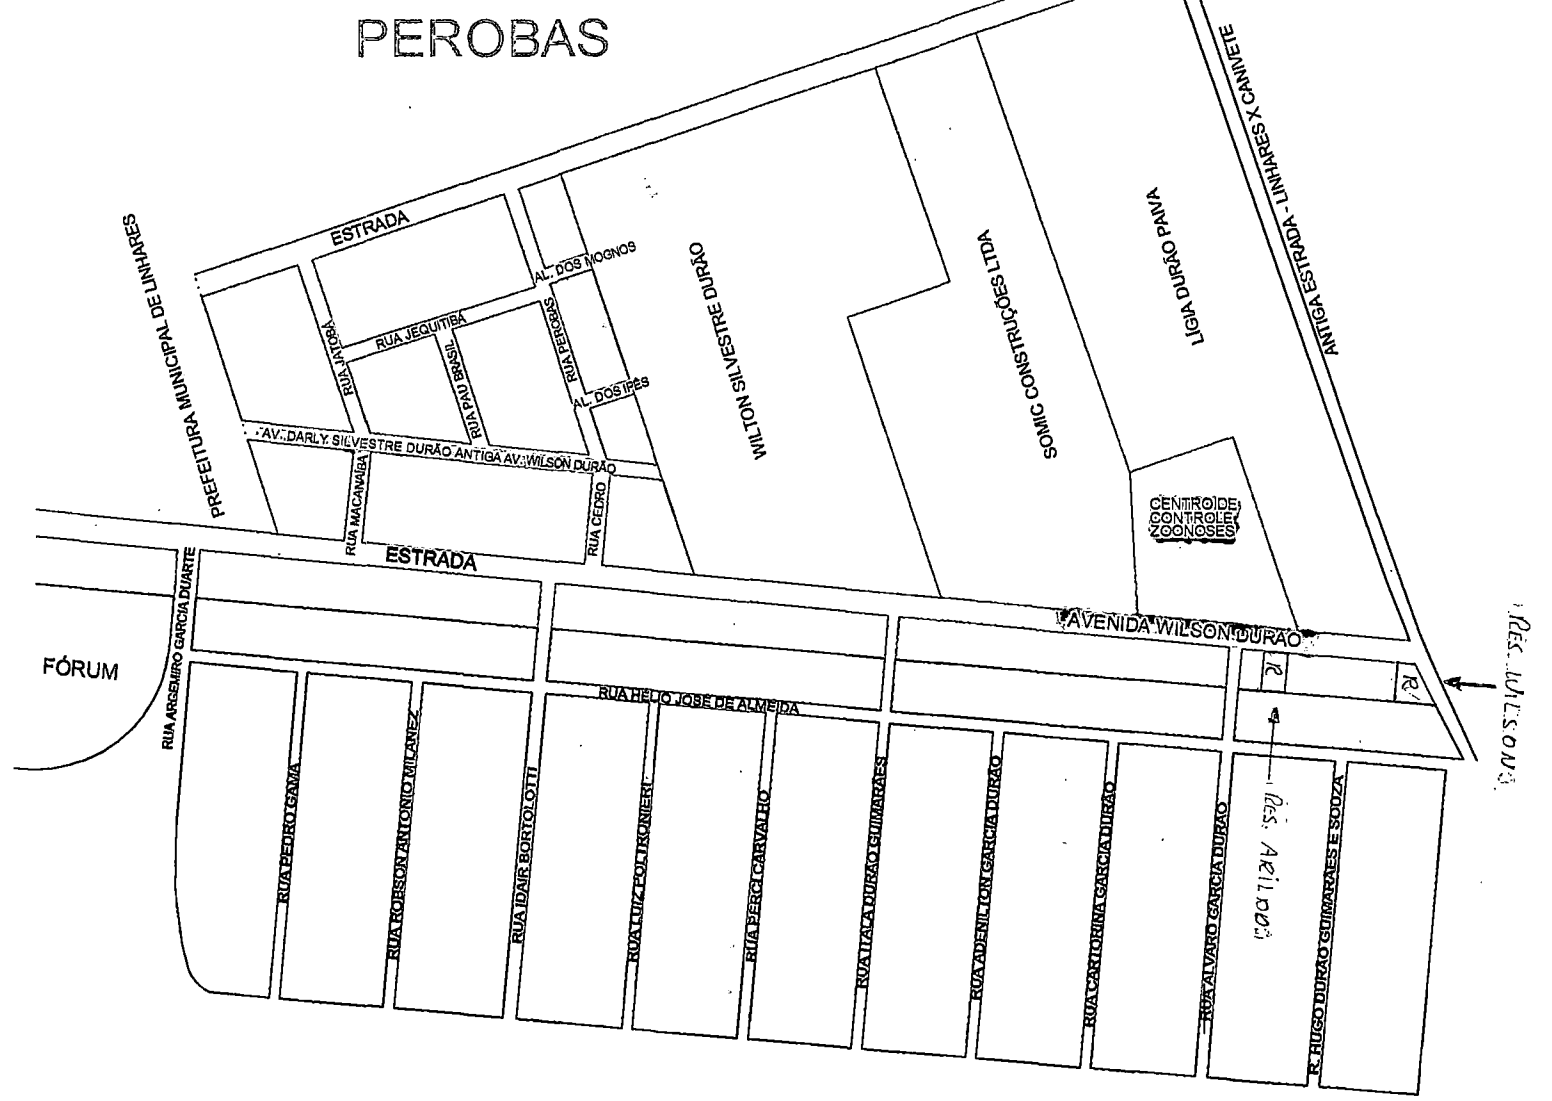 PEROBAS
ESTRADA
PREFEITURA MUNICIPAL DE LINHARES
AL. DOS MOGNOS
RUA JATOBA
RUA JEQUITIBA
RUA PEROBAS
RUA PAU BRASIL
AL. DOS IPÊS
AV. DARLY SILVESTRE DURÃO ANTIGA AV. WILSON DURÃO
RUA MACANAIBA
RUA CEDRO
WILTON SILVESTRE DURÃO
SOMIC CONSTRUÇÕES LTDA
LIGIA DURÃO PAIVA
ANTIGA ESTRADA - LINHARES X CANIVETE
CENTRO DE
CONTROLE
ZOONOSES
ESTRADA
AVENIDA WILSON DURÃO
FÓRUM
RUA ARGEMIRO GARCIA DUARTE
RUA HELIO JOSÉ DE ALMEIDA
R
R
RES. WILSON
RES. ARILDO
RUA PEDRO GAMA
RUA ROBSON ANTONIO MILANEZ
RUA IDAIR BORTOLOTTI
RUA LUIZ POLTRONIERI
RUA PERCI CARVALHO
RUA ITALA DURÃO GUIMARÃES
RUA ADENILTON GARCIA DURÃO
RUA CARTORINA GARCIA DURÃO
RUA ALVARO GARCIA DURÃO
R. HUGO DURÃO GUIMARÃES E SOUZA